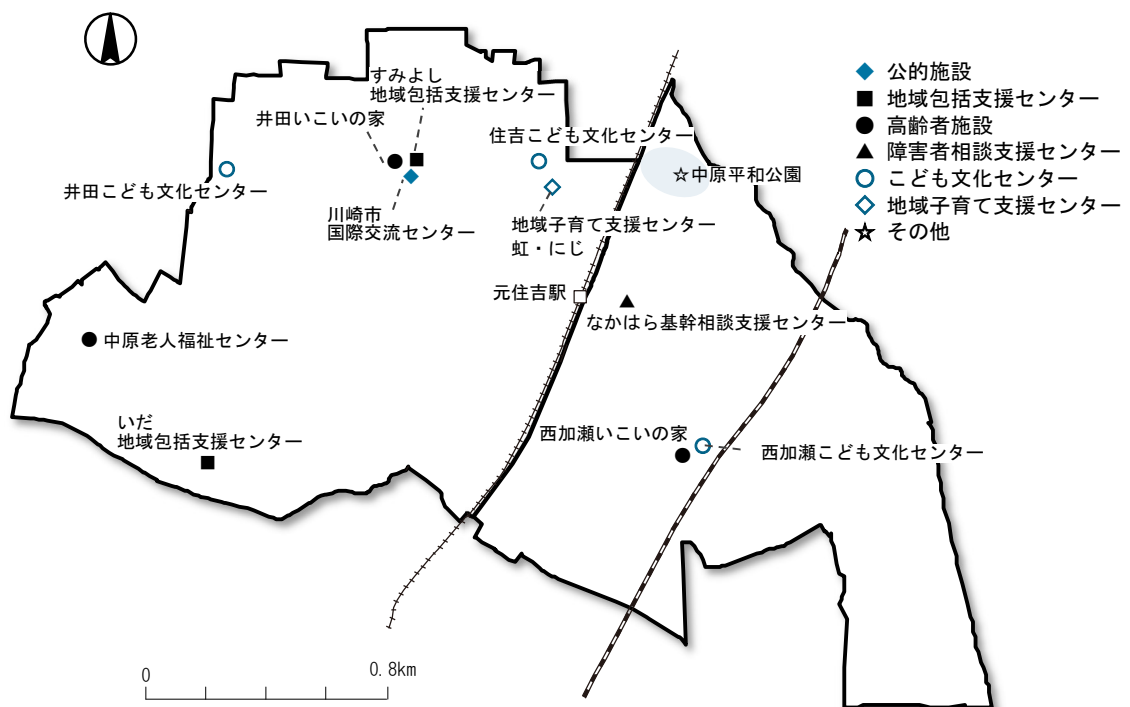 すみよし
地域包括支援センター
井田いこいの家
住吉こども文化センター
井田こども文化センター
☆中原平和公園
川崎市
国際交流センター
地域子育て支援センター
虹・にじ
元住吉駅
なかはら基幹相談支援センター
中原老人福祉センター
いだ
地域包括支援センター
西加瀬いこいの家
西加瀬こども文化センター
公的施設
地域包括支援センター
高齢者施設
障害者相談支援センター
こども文化センター
地域子育て支援センター
その他
0
0.8km